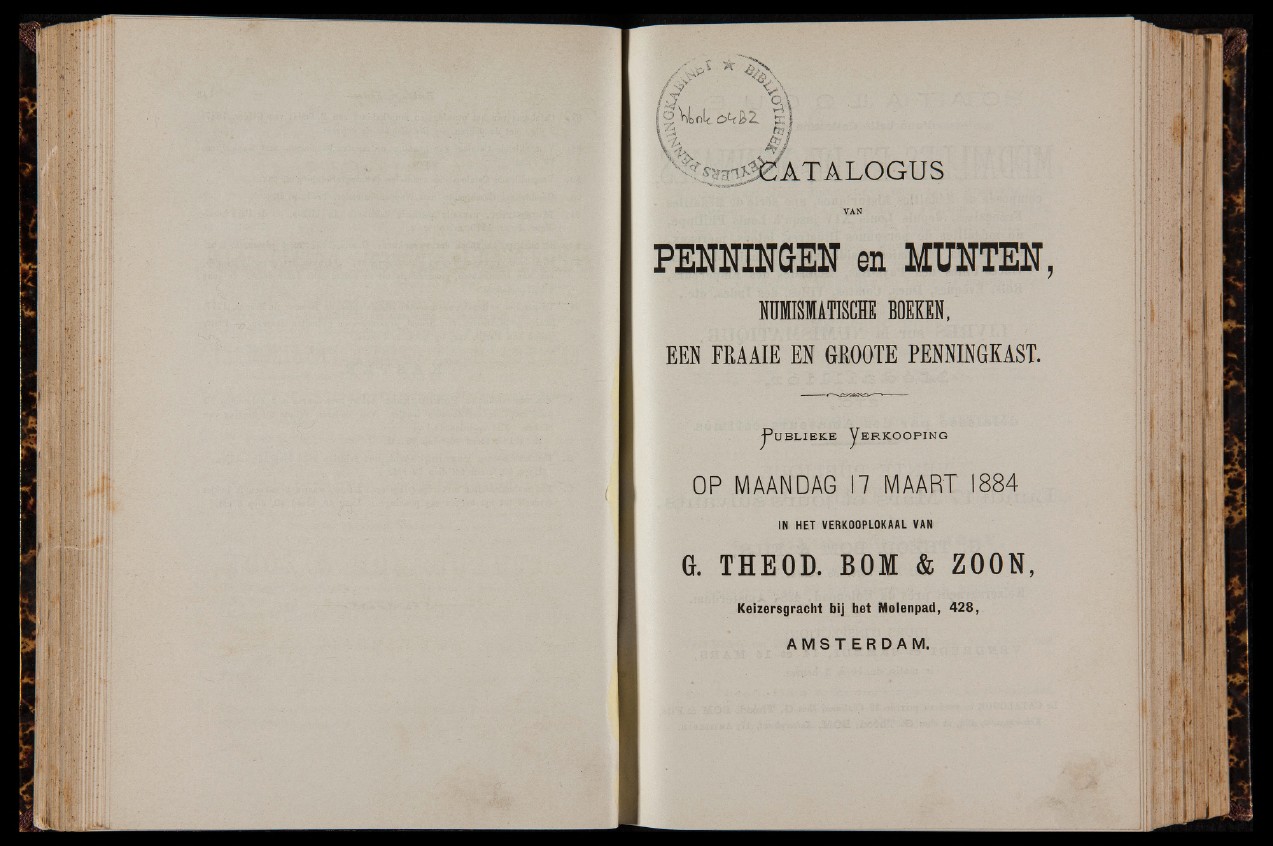 BIBLIOTHEEK TEYLERS PENNINGKABINET *
hbnk 04B2
CATALOGUS
VAN
PENNINGEN en MUNTEN,
NUMISMATISCHE BOEKEN,
EEN FRAAIE EN GROOTE PENNINGKAST.
PUBLIEKE VERKOOPING
OP MAANDAG 17 MAART 1884
IN HET VERKOOPLOKAAL VAN
G. THEOD. BOM & ZOON,
Keizersgracht bij het Molenpad, 428,
AMSTERDAM.